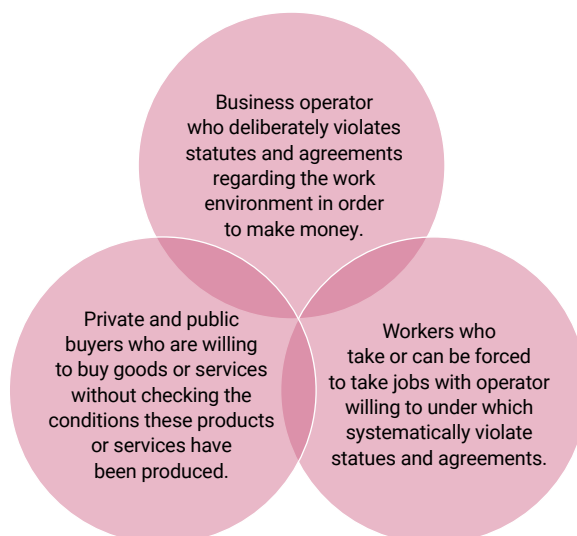 Business operator
who deliberately violates
statutes and agreements
regarding the work
environment in order
to make money.
Private and public
buyers who are willing
to buy goods or services
without checking the
conditions these products
or services have
been produced.
Workers who
take or can be forced
to take jobs with operator
willing to under which
systematically violate
statues and agreements.